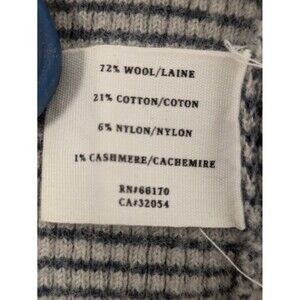 72% WOOL/LAINE
21% COTTON/COTON
6% NYLON/NYLON
1% CASHMERE/CACHEMIRE
RN#66170
CA#32054